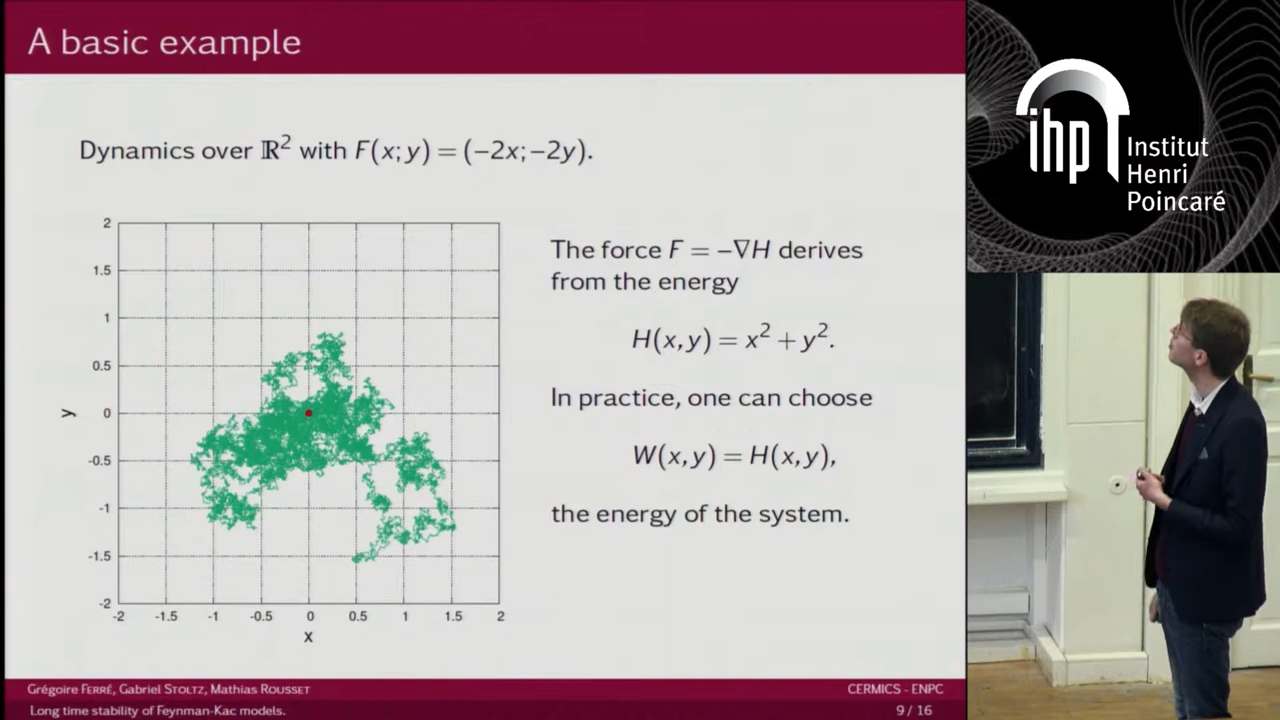 A basic example
Dynamics over ℝ² with F(x; y) = (−2x; −2y).
The force F = −∇H derives
from the energy
H(x, y) = x² + y².
In practice, one can choose
W(x, y) = H(x, y),
the energy of the system.
2
1.5
1
0.5
0
-0.5
-1
-1.5
-2
y
-2 -1.5 -1 -0.5 0 0.5 1 1.5 2
x
Grégoire FERRÉ, Gabriel STOLTZ, Mathias ROUSSET
CERMICS - ENPC
Long time stability of Feynman-Kac models.
9 / 16
ihp
Institut
Henri
Poincaré